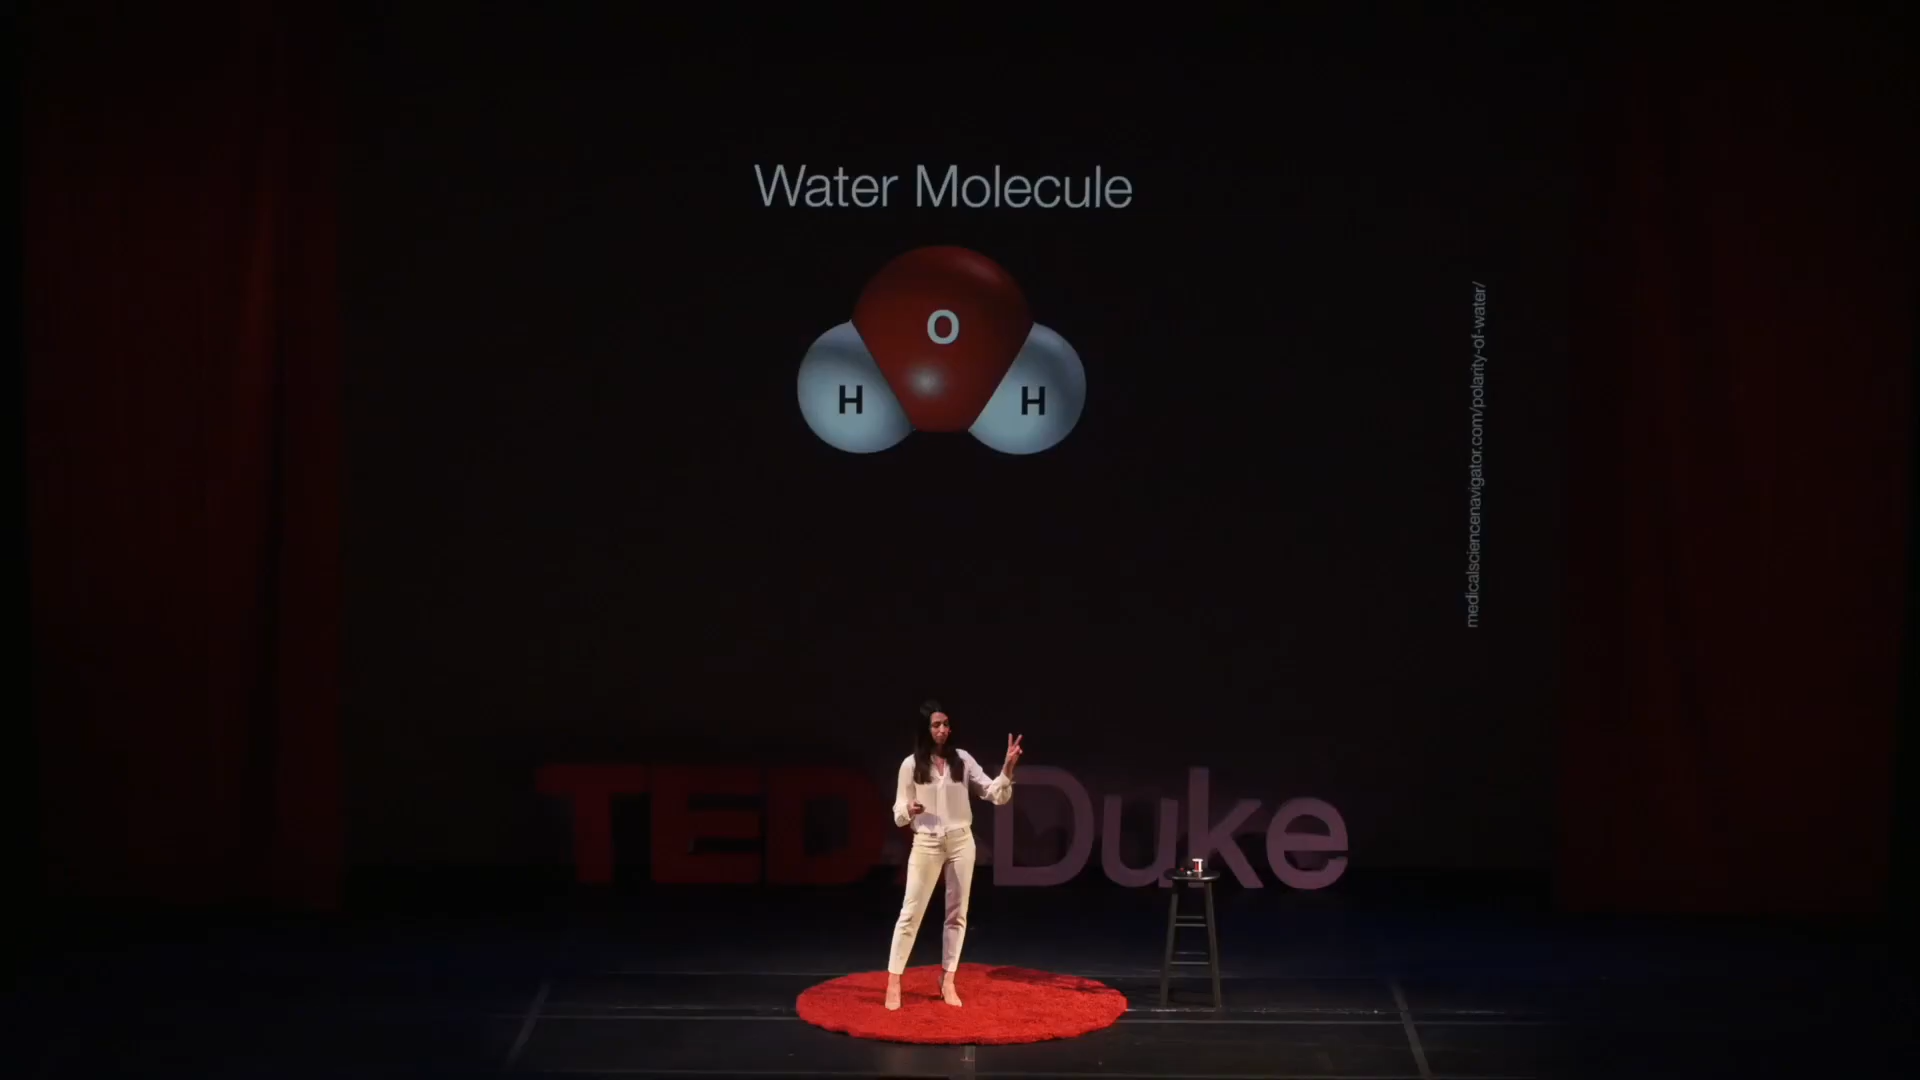 Water Molecule
O
H H
medicalsciencenavigator.com/polarity-of-water/
TEDxDuke